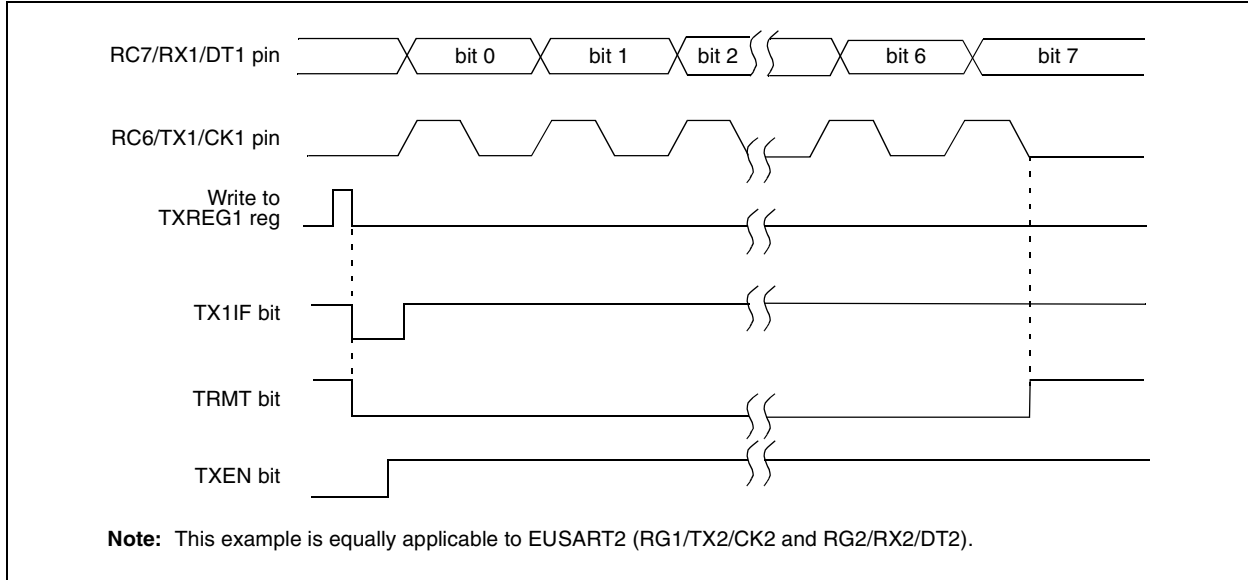 RC7/RX1/DT1 pin
bit 0
bit 1
bit 2
bit 6
bit 7
RC6/TX1/CK1 pin
Write to
TXREG1 reg
TX1IF bit
TRMT bit
TXEN bit
Note: This example is equally applicable to EUSART2 (RG1/TX2/CK2 and RG2/RX2/DT2).